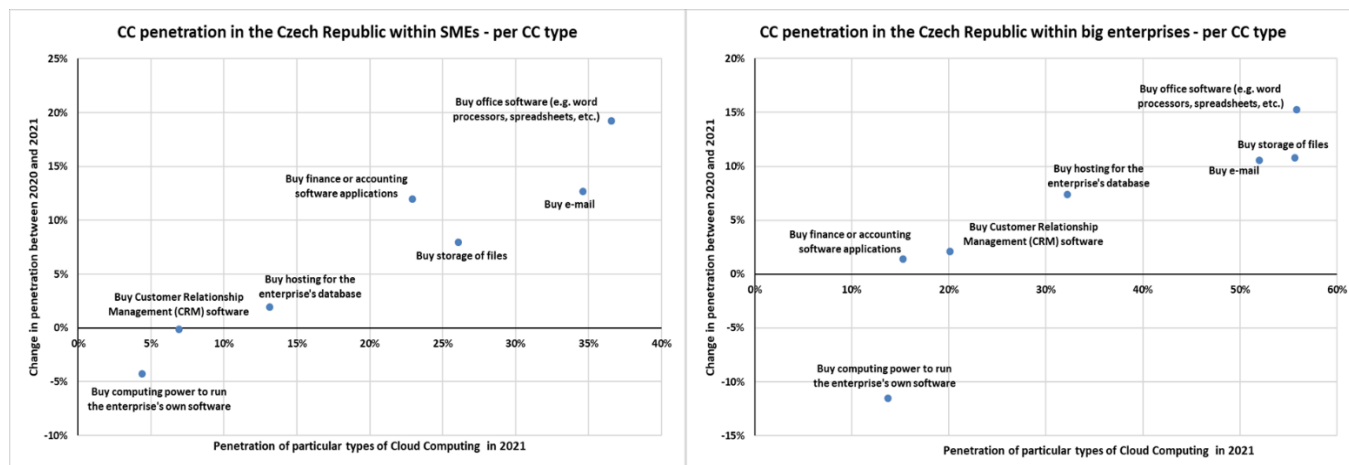 CC penetration in the Czech Republic within SMEs - per CC type
Change in penetration between 2020 and 2021
25%
20%
15%
10%
5%
0%
-5%
-10%
Buy office software (e.g. word
processors, spreadsheets, etc.)
Buy finance or accounting
software applications
Buy e-mail
Buy storage of files
Buy hosting for the
enterprise's database
Buy Customer Relationship
Management (CRM) software
0%
5%
10%
15%
20%
25%
30%
35%
40%
Buy computing power to run
the enterprise's own software
Penetration of particular types of Cloud Computing in 2021
CC penetration in the Czech Republic within big enterprises - per CC type
Change in penetration between 2020 and 2021
20%
15%
10%
5%
0%
-5%
-10%
-15%
Buy office software (e.g. word
processors, spreadsheets, etc.)
Buy storage of files
Buy e-mail
Buy hosting for the
enterprise's database
Buy Customer Relationship
Management (CRM) software
Buy finance or accounting
software applications
0%
10%
20%
30%
40%
50%
60%
Buy computing power to run
the enterprise's own software
Penetration of particular types of Cloud Computing in 2021